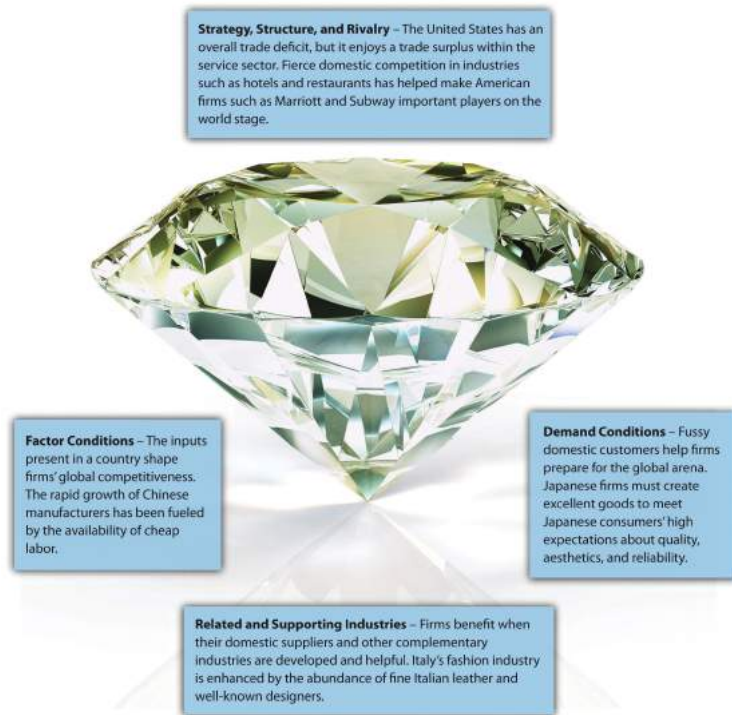 Strategy, Structure, and Rivalry – The United States has an
overall trade deficit, but it enjoys a trade surplus within the
service sector. Fierce domestic competition in industries
such as hotels and restaurants has helped make American
firms such as Marriott and Subway important players on the
world stage.
Factor Conditions – The inputs
present in a country shape
firms' global competitiveness.
The rapid growth of Chinese
manufacturers has been fueled
by the availability of cheap
labor.
Demand Conditions – Fussy
domestic customers help firms
prepare for the global arena.
Japanese firms must create
excellent goods to meet
Japanese consumers' high
expectations about quality,
aesthetics, and reliability.
Related and Supporting Industries – Firms benefit when
their domestic suppliers and other complementary
industries are developed and helpful. Italy's fashion industry
is enhanced by the abundance of fine Italian leather and
well-known designers.